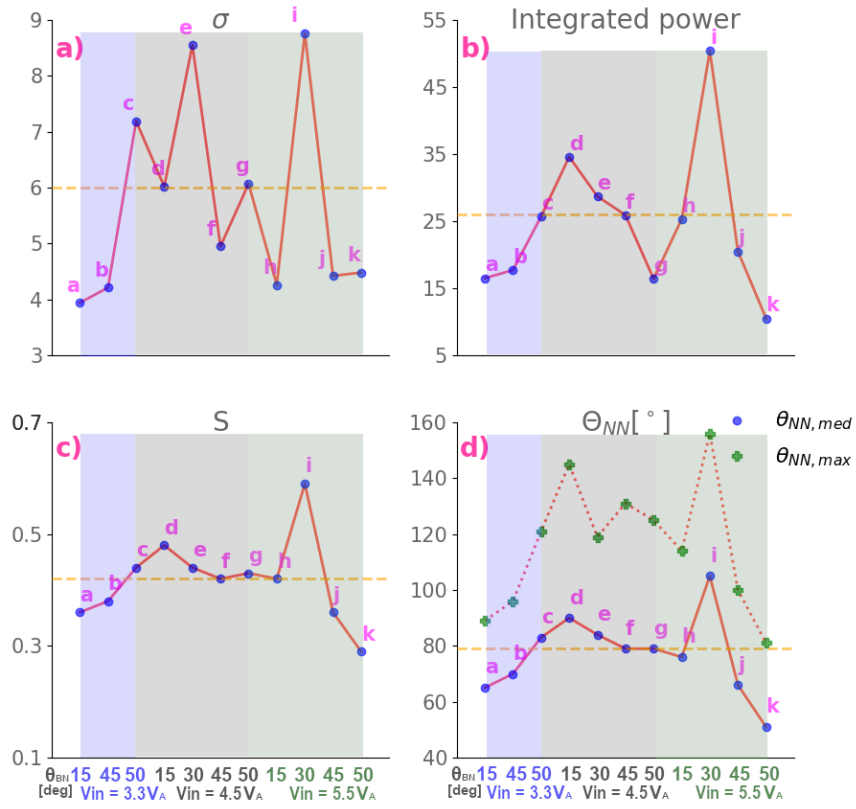 σ
a)
9
8
7
6
5
4
3
a b c d e f g h i j k
Integrated power
b)
55
45
35
25
15
5
a b c d e f g h i j k
S
c)
0.7
0.5
0.3
0.1
a b c d e f g h i j k
Θ_NN[°]
d)
160
140
120
100
80
60
40
a b c d e f g h i j k
θ_NN,med
θ_NN,max
θ_BN 15 45 50 15 30 45 50 15 30 45 50
[deg] Vin = 3.3V_A Vin = 4.5V_A Vin = 5.5V_A
θ_BN 15 45 50 15 30 45 50 15 30 45 50
[deg] Vin = 3.3V_A Vin = 4.5V_A Vin = 5.5V_A